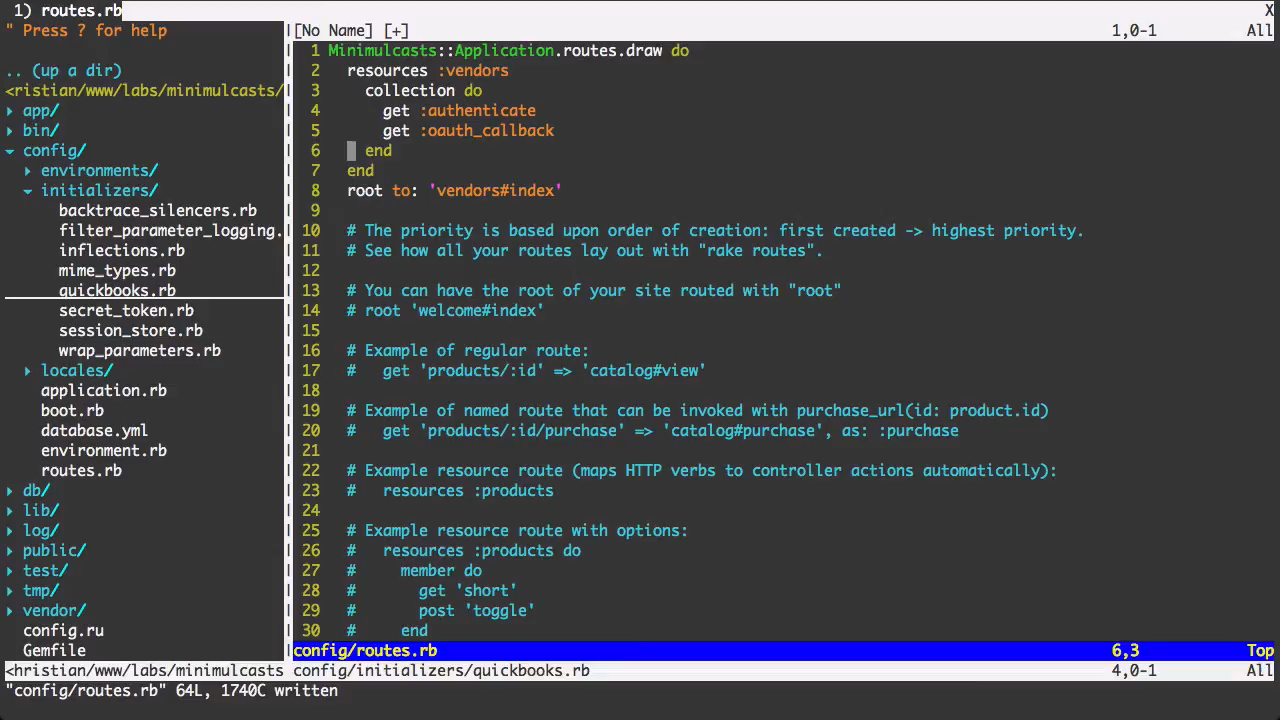 1) routes.rb X
" Press ? for help
.. (up a dir)
<ristian/www/labs/minimulcasts/
▸ app/
▸ bin/
▾ config/
▸ environments/
▾ initializers/
backtrace_silencers.rb
filter_parameter_logging.
inflections.rb
mime_types.rb
quickbooks.rb
secret_token.rb
session_store.rb
wrap_parameters.rb
▸ locales/
application.rb
boot.rb
database.yml
environment.rb
routes.rb
▸ db/
▸ lib/
▸ log/
▸ public/
▸ test/
▸ tmp/
▸ vendor/
config.ru
Gemfile
<hristian/www/labs/minimulcasts
[No Name] [+] 1,0-1 All
1 Minimulcasts::Application.routes.draw do
2 resources :vendors
3 collection do
4 get :authenticate
5 get :oauth_callback
6 end
7 end
8 root to: 'vendors#index'
9
10 # The priority is based upon order of creation: first created -> highest priority.
11 # See how all your routes lay out with "rake routes".
12
13 # You can have the root of your site routed with "root"
14 # root 'welcome#index'
15
16 # Example of regular route:
17 # get 'products/:id' => 'catalog#view'
18
19 # Example of named route that can be invoked with purchase_url(id: product.id)
20 # get 'products/:id/purchase' => 'catalog#purchase', as: :purchase
21
22 # Example resource route (maps HTTP verbs to controller actions automatically):
23 # resources :products
24
25 # Example resource route with options:
26 # resources :products do
27 # member do
28 # get 'short'
29 # post 'toggle'
30 # end
config/routes.rb 6,3 Top
config/initializers/quickbooks.rb 4,0-1 All
"config/routes.rb" 64L, 1740C written